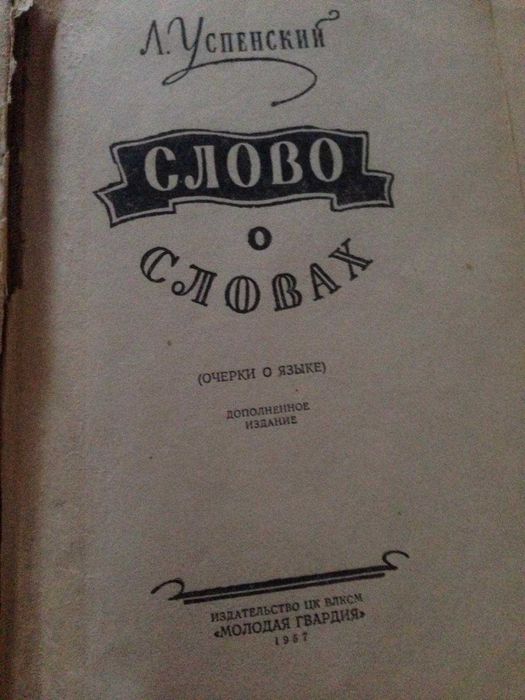 Л. Успенский
СЛОВО
о
СЛОВАХ
(ОЧЕРКИ О ЯЗЫКЕ)
ДОПОЛНЕННОЕ
ИЗДАНИЕ
ИЗДАТЕЛЬСТВО ЦК ВЛКСМ
«МОЛОДАЯ ГВАРДИЯ»
1957